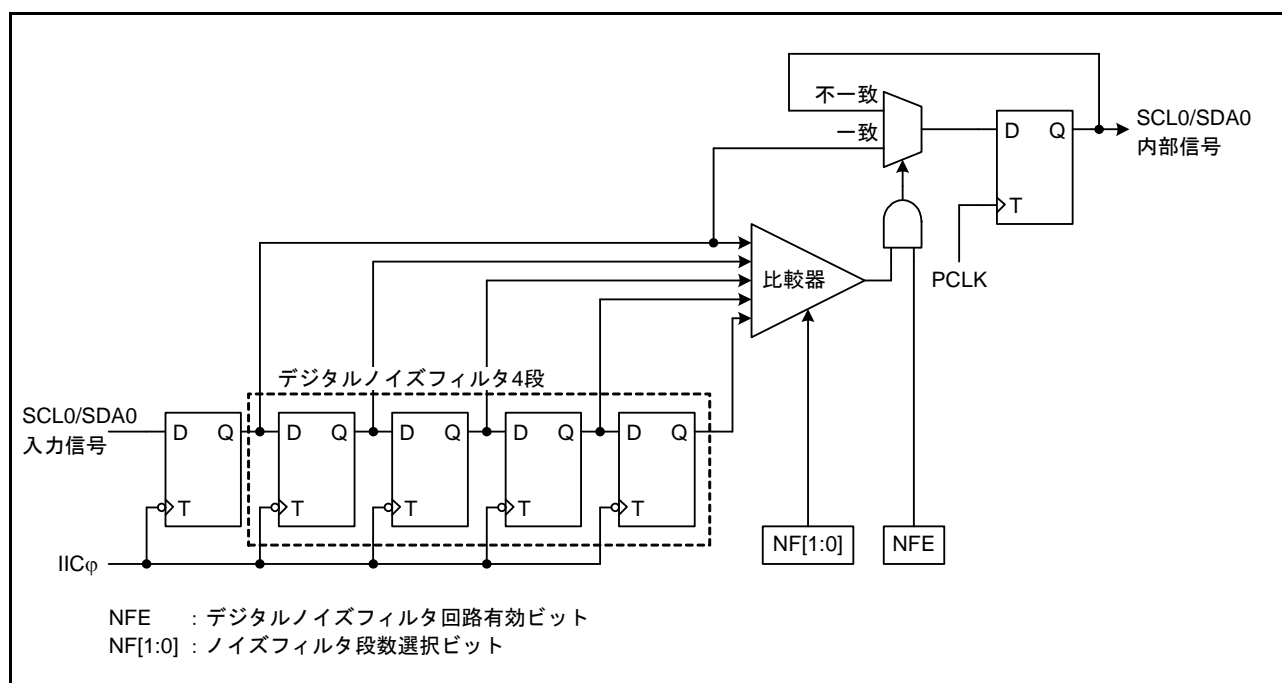 不一致
一致
D Q
T
SCL0/SDA0
内部信号
PCLK
比較器
デジタルノイズフィルタ4段
SCL0/SDA0
入力信号
D Q
T
D Q
T
D Q
T
D Q
T
D Q
T
NF[1:0]
NFE
IICφ
NFE : デジタルノイズフィルタ回路有効ビット
NF[1:0] : ノイズフィルタ段数選択ビット